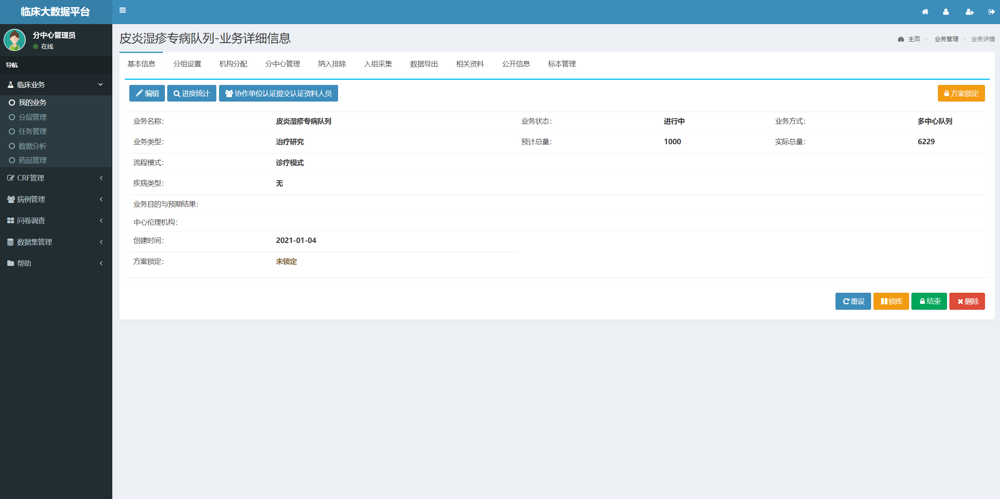 临床大数据平台
分中心管理员
在线
导航
临床业务
我的业务
分层管理
任务管理
数据分析
药品管理
CRF管理
病例管理
问卷调查
数据集管理
帮助
皮炎湿疹专病队列-业务详细信息
主页 > 业务管理 > 业务详情
基本信息 分组设置 机构分配 分中心管理 纳入排除 入组采集 数据导出 相关资料 公开信息 标本管理
编辑 进度统计 协作单位认证提交认证资料人员 方案锁定
业务名称: 皮炎湿疹专病队列 业务状态: 进行中 业务方式: 多中心队列
业务类型: 治疗研究 预计总量: 1000 实际总量: 6229
流程模式: 诊疗模式
疾病类型: 无
业务目的与预期结果:
中心伦理机构:
创建时间: 2021-01-04
方案锁定: 未锁定
重设 锁库 结束 删除